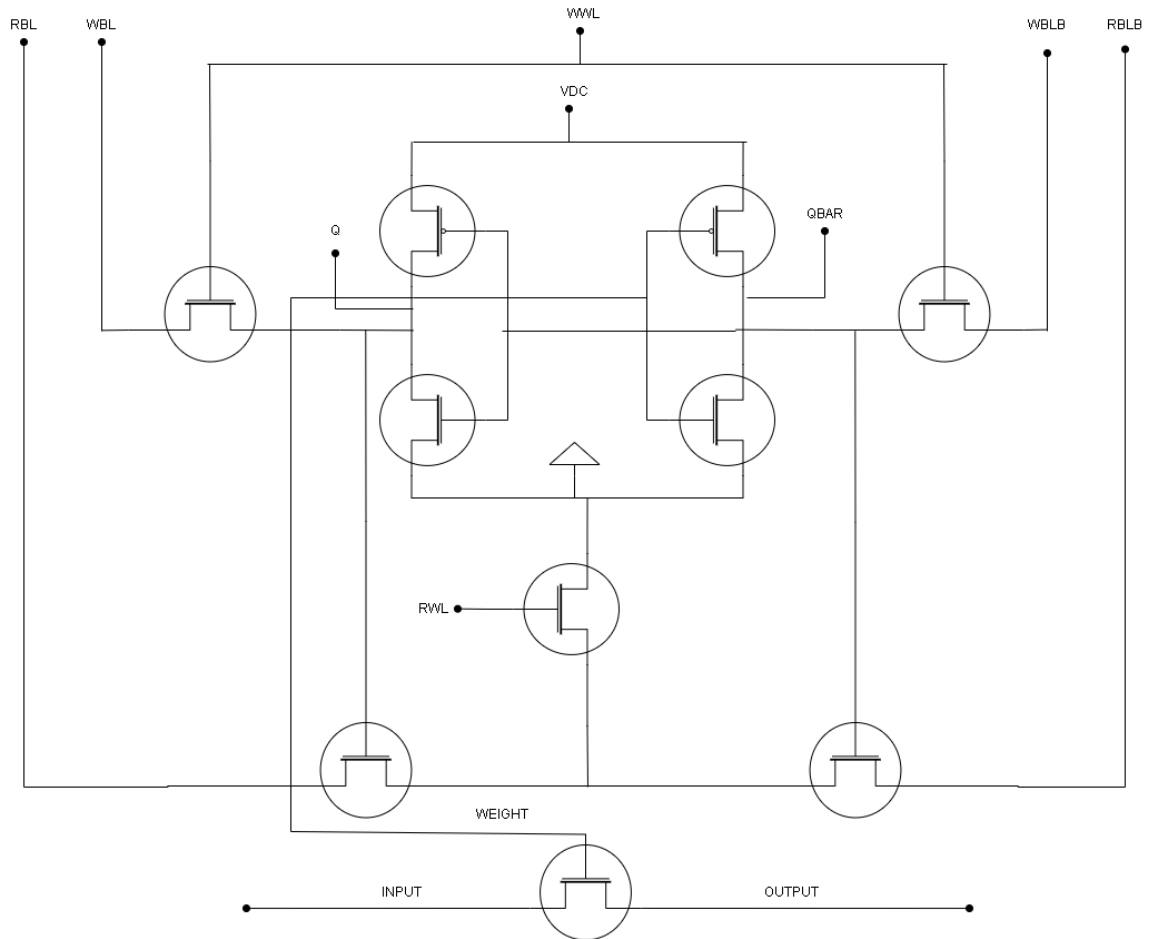 WWL
RBL
WBL
WBLB
RBLB
VDC
Q
QBAR
RWL
WEIGHT
INPUT
OUTPUT